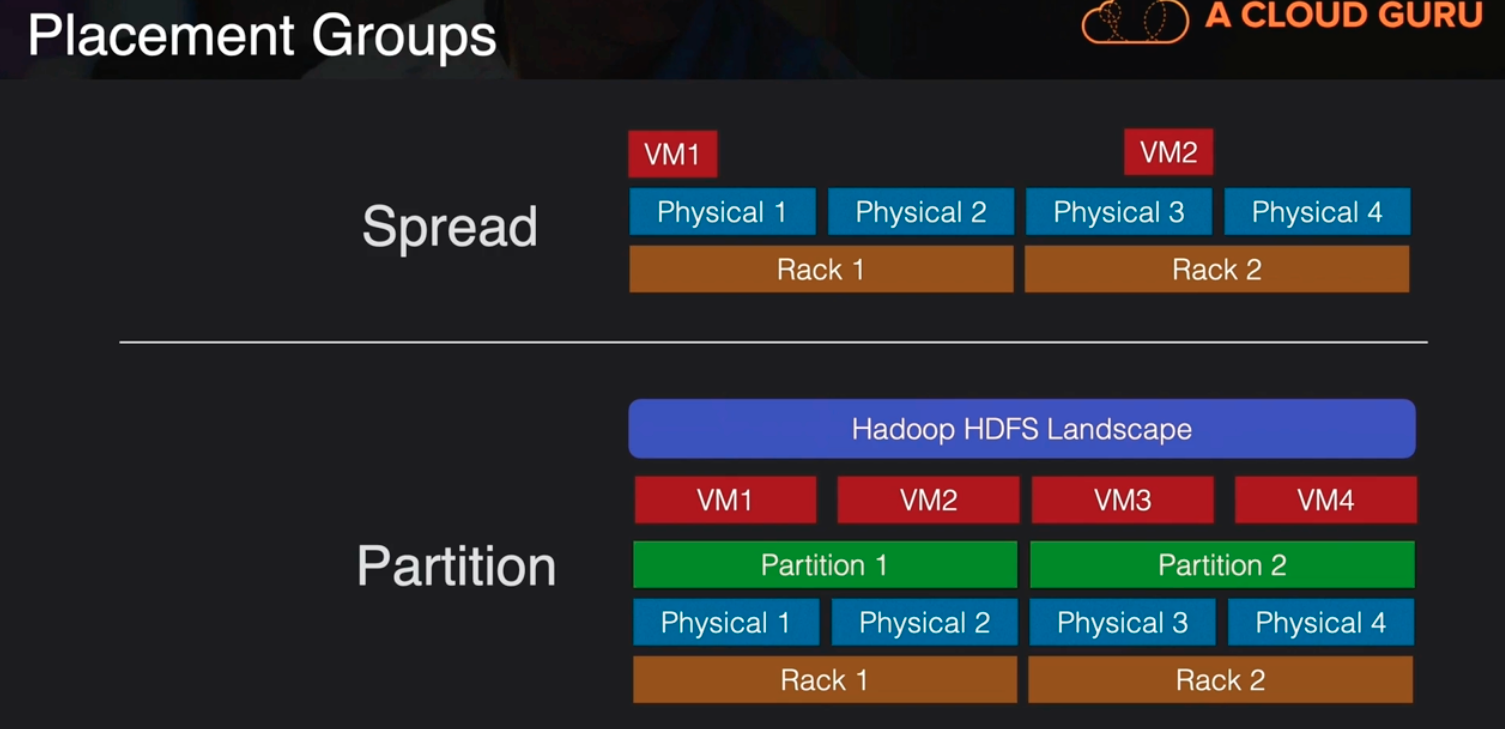 Placement Groups
A CLOUD GURU
VM1 VM2
Spread
Physical 1 Physical 2 Physical 3 Physical 4
Rack 1 Rack 2
Hadoop HDFS Landscape
VM1 VM2 VM3 VM4
Partition
Partition 1 Partition 2
Physical 1 Physical 2 Physical 3 Physical 4
Rack 1 Rack 2